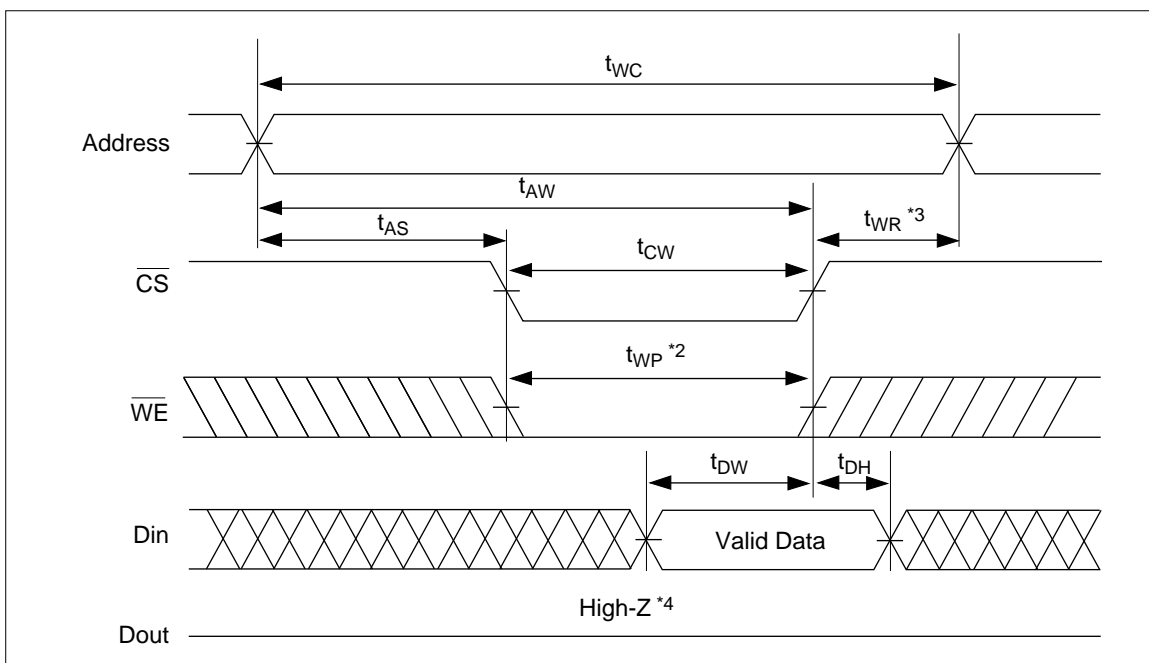 tWC
Address
tAW
tAS
tWR *3
tCW
CS
tWP *2
WE
tDW
tDH
Din
Valid Data
High-Z *4
Dout